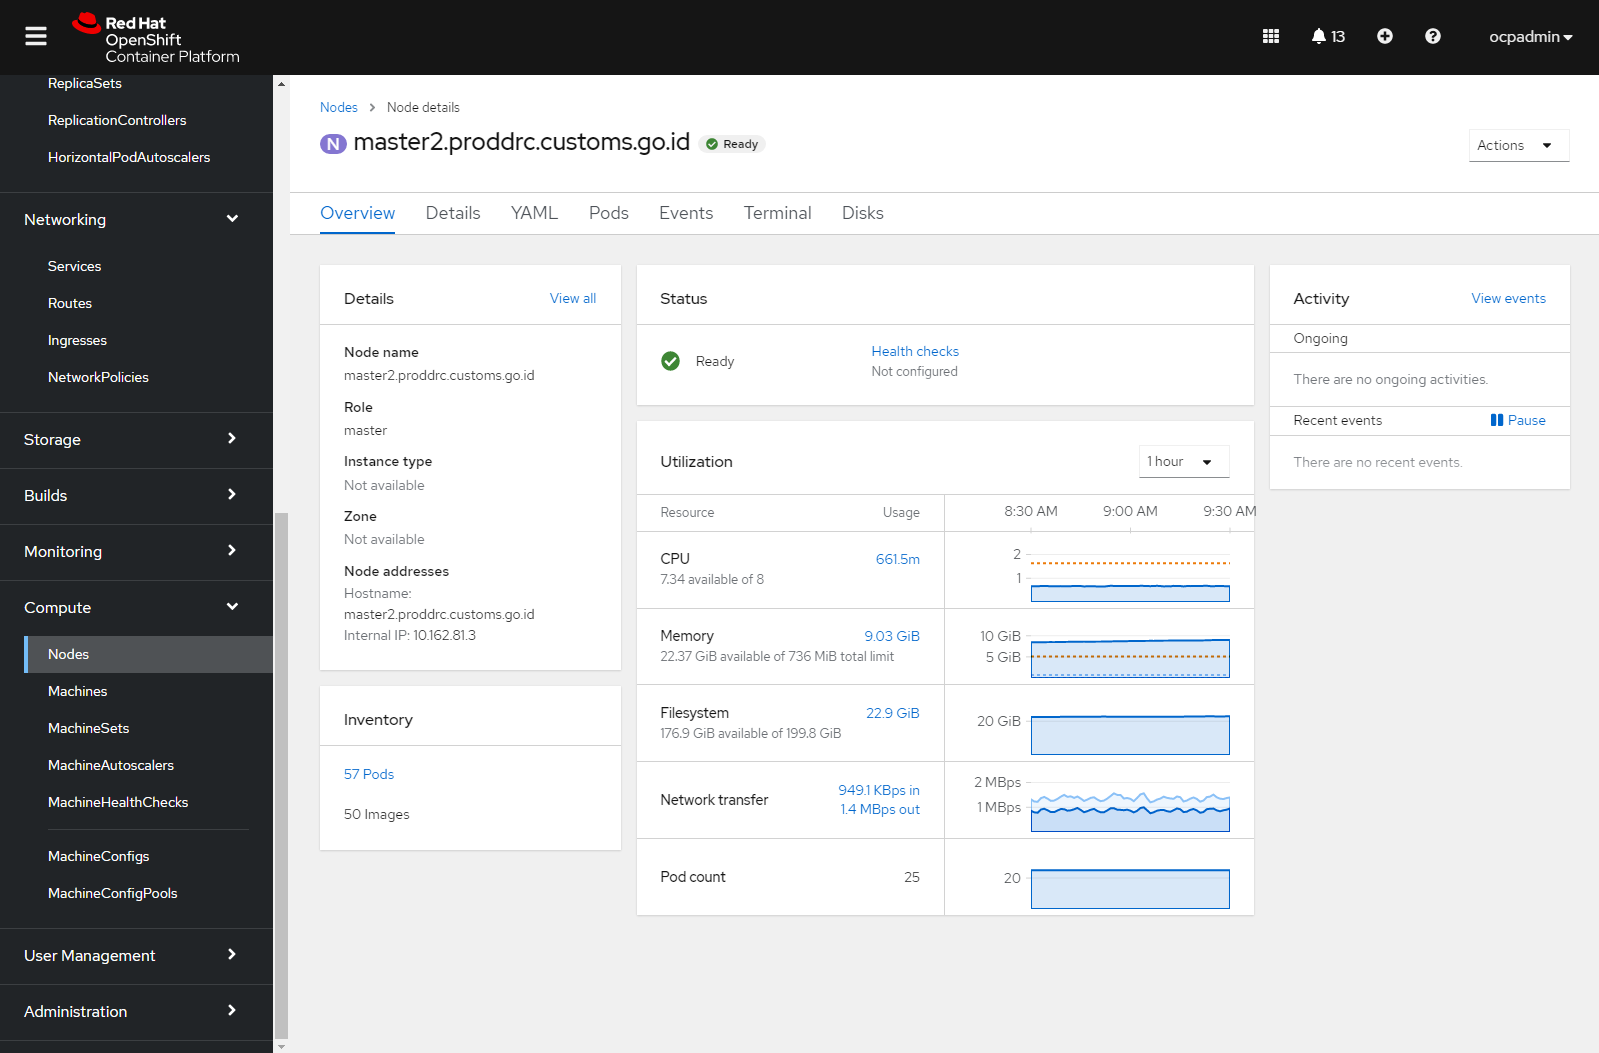 Red Hat
OpenShift
Container Platform
13
ocpadmin
ReplicaSets
ReplicationControllers
HorizontalPodAutoscalers
Networking
Services
Routes
Ingresses
NetworkPolicies
Storage
Builds
Monitoring
Compute
Nodes
Machines
MachineSets
MachineAutoscalers
MachineHealthChecks
MachineConfigs
MachineConfigPools
User Management
Administration
Nodes > Node details
N master2.proddrc.customs.go.id Ready
Actions
Overview Details YAML Pods Events Terminal Disks
Details View all
Node name
master2.proddrc.customs.go.id
Role
master
Instance type
Not available
Zone
Not available
Node addresses
Hostname:
master2.proddrc.customs.go.id
Internal IP: 10.162.81.3
Inventory
57 Pods
50 Images
Status
Ready
Health checks
Not configured
Utilization
1 hour
Resource Usage
8:30 AM 9:00 AM 9:30 AM
CPU 661.5m
7.34 available of 8
2
1
Memory 9.03 GiB
22.37 GiB available of 736 MiB total limit
10 GiB
5 GiB
Filesystem 22.9 GiB
176.9 GiB available of 199.8 GiB
20 GiB
Network transfer
949.1 KBps in
1.4 MBps out
2 MBps
1 MBps
Pod count 25
20
Activity View events
Ongoing
There are no ongoing activities.
Recent events Pause
There are no recent events.